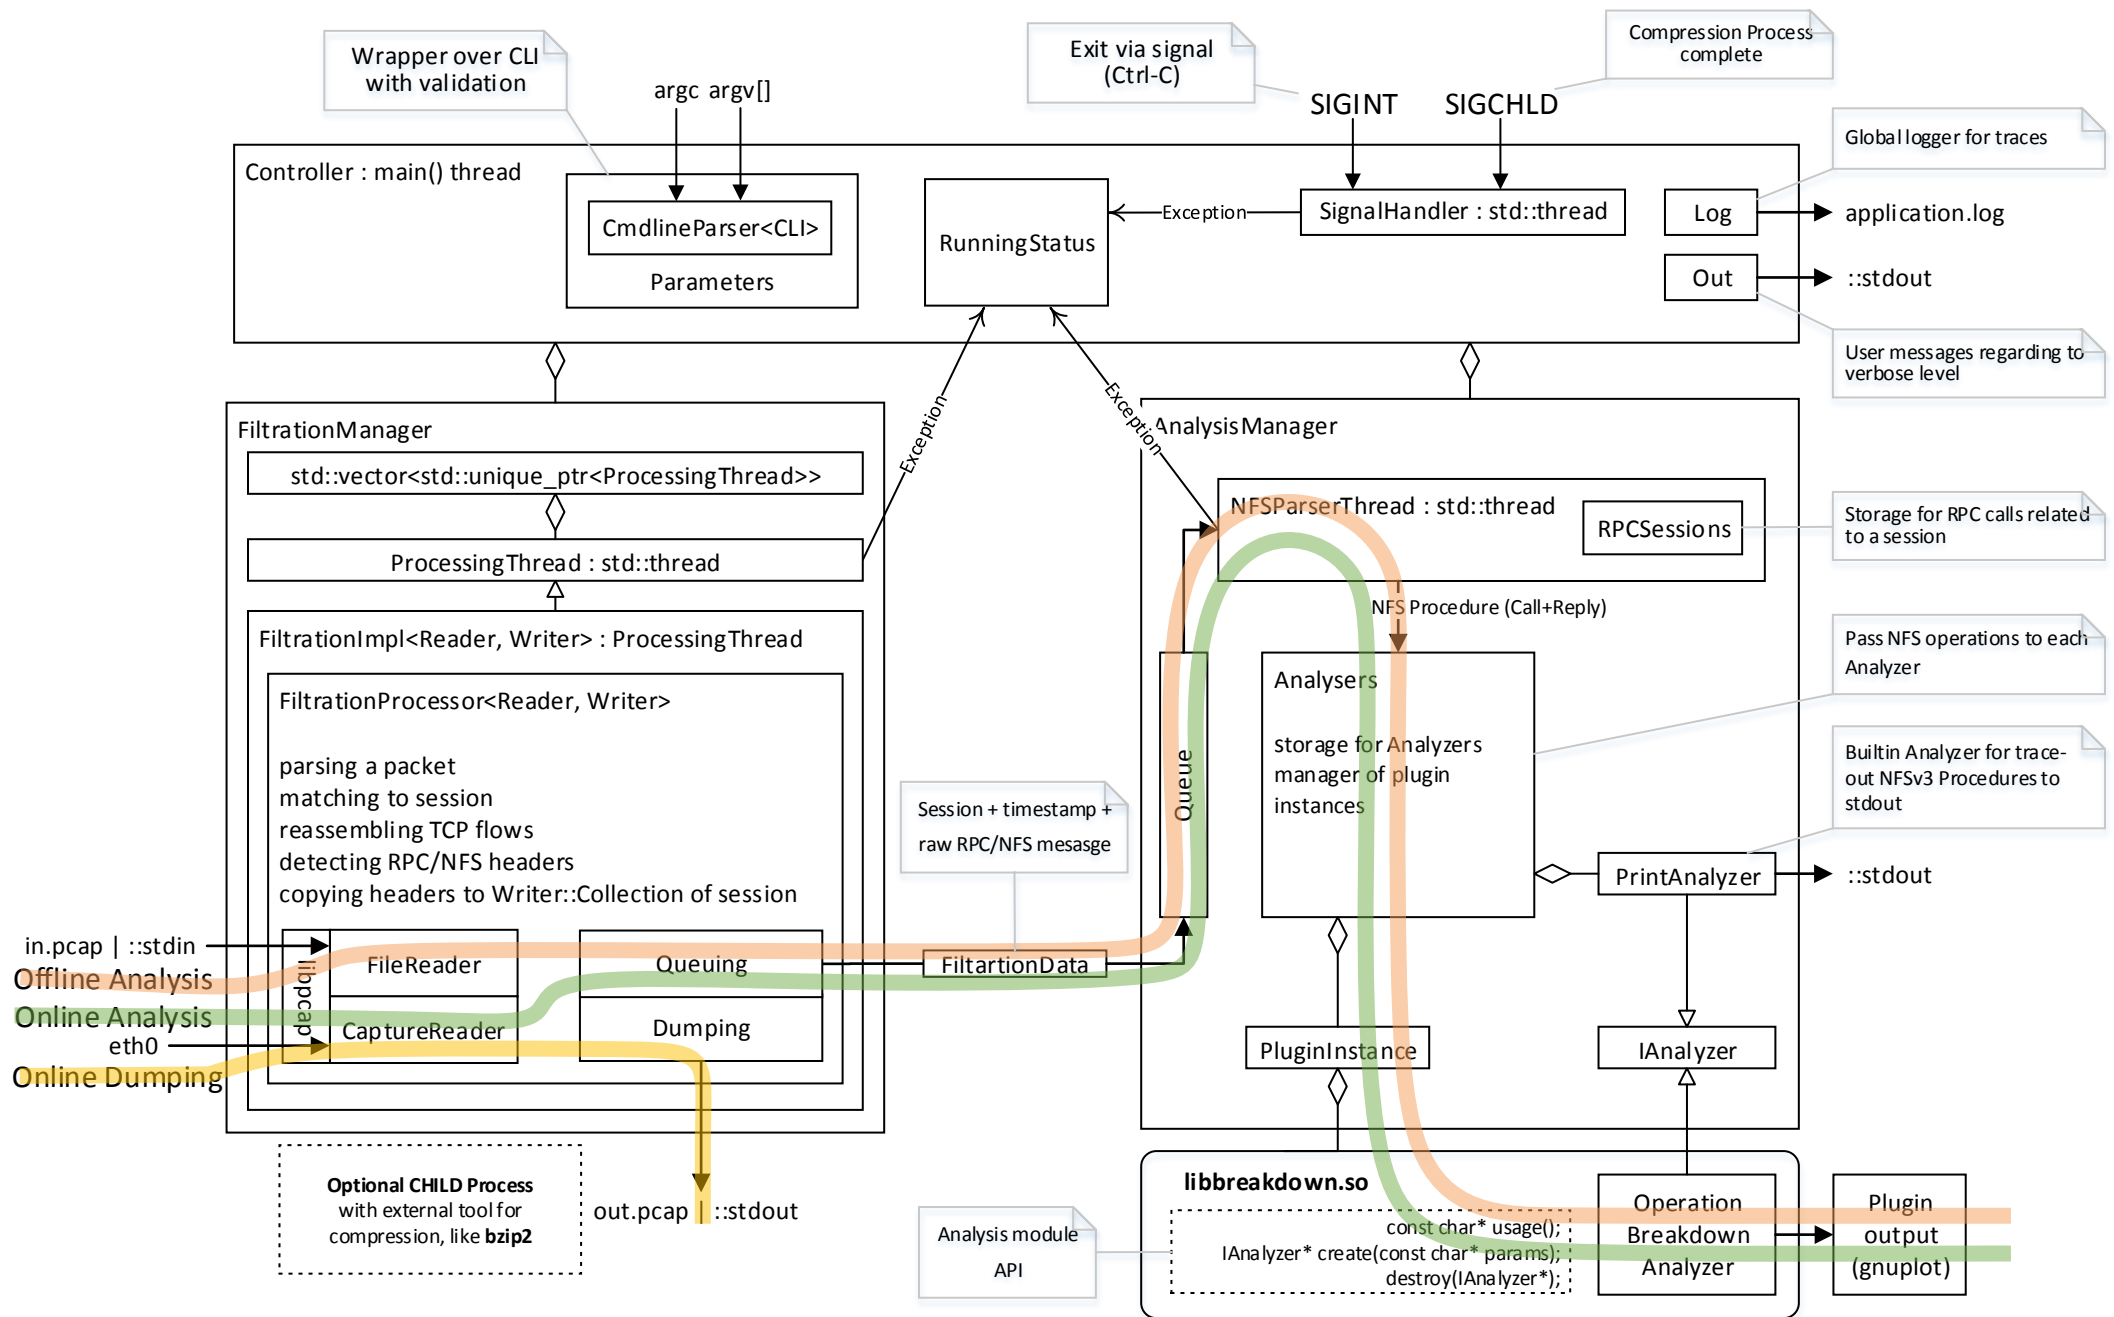 Wrapper over CLI
with validation
argc argv[]
Exit via signal
(Ctrl-C)
Compression Process
complete
SIGINT
SIGCHLD
Global logger for traces
Controller : main() thread
CmdlineParser<CLI>
Parameters
RunningStatus
Exception
SignalHandler : std::thread
Log
application.log
Out
::stdout
User messages regarding to
verbose level
Exception
Exception
FiltrationManager
std::vector<std::unique_ptr<ProcessingThread>>
ProcessingThread : std::thread
FiltrationImpl<Reader, Writer> : ProcessingThread
FiltrationProcessor<Reader, Writer>
parsing a packet
matching to session
reassembling TCP flows
detecting RPC/NFS headers
copying headers to Writer::Collection of session
in.pcap | ::stdin
Offline Analysis
Online Analysis
eth0
Online Dumping
libpcap
FileReader
CaptureReader
Queuing
Dumping
Optional CHILD Process
with external tool for
compression, like bzip2
out.pcap | ::stdout
Session + timestamp +
raw RPC/NFS mesasge
FiltartionData
AnalysisManager
NFSParserThread : std::thread
RPCSessions
Storage for RPC calls related
to a session
NFS Procedure (Call+Reply)
Queue
Analysers
storage for Analyzers
manager of plugin
instances
Pass NFS operations to each
Analyzer
Builtin Analyzer for trace-
out NFSv3 Procedures to
stdout
PrintAnalyzer
::stdout
PluginInstance
IAnalyzer
libbreakdown.so
Analysis module
API
const char* usage();
IAnalyzer* create(const char* params);
destroy(IAnalyzer*);
Operation
Breakdown
Analyzer
Plugin
output
(gnuplot)